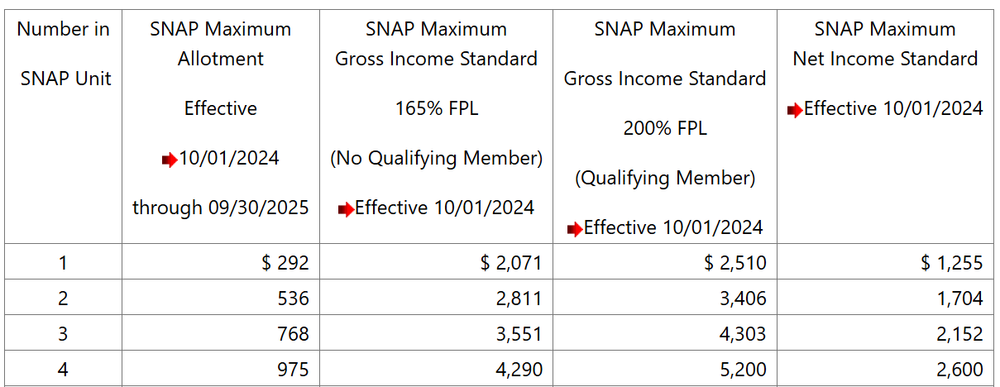 Number in
SNAP Unit
SNAP Maximum
Allotment
Effective
10/01/2024
through 09/30/2025
SNAP Maximum
Gross Income Standard
165% FPL
(No Qualifying Member)
Effective 10/01/2024
SNAP Maximum
Gross Income Standard
200% FPL
(Qualifying Member)
Effective 10/01/2024
SNAP Maximum
Net Income Standard
Effective 10/01/2024
1 $ 292 $ 2,071 $ 2,510 $ 1,255
2 536 2,811 3,406 1,704
3 768 3,551 4,303 2,152
4 975 4,290 5,200 2,600